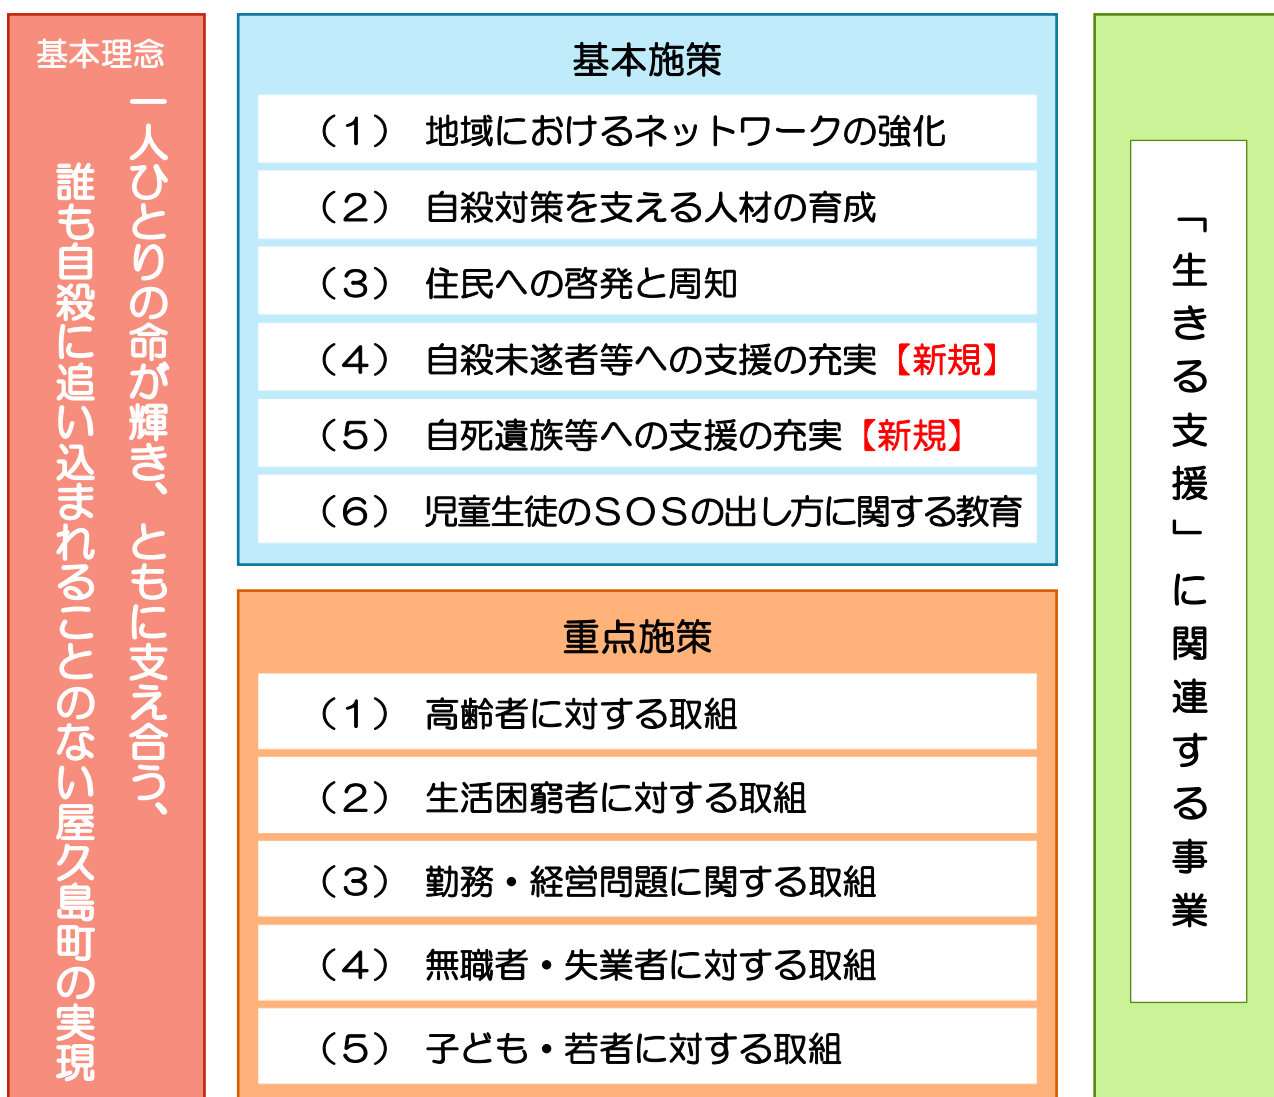 基本理念
一人ひとりの命が輝き、ともに支え合う、
誰も自殺に追い込まれることのない屋久島町の実現
基本施策
（１） 地域におけるネットワークの強化
（２） 自殺対策を支える人材の育成
（３） 住民への啓発と周知
（４） 自殺未遂者等への支援の充実【新規】
（５） 自死遺族等への支援の充実【新規】
（６） 児童生徒のＳＯＳの出し方に関する教育
重点施策
（１） 高齢者に対する取組
（２） 生活困窮者に対する取組
（３） 勤務・経営問題に関する取組
（４） 無職者・失業者に対する取組
（５） 子ども・若者に対する取組
「生きる支援」に関連する事業